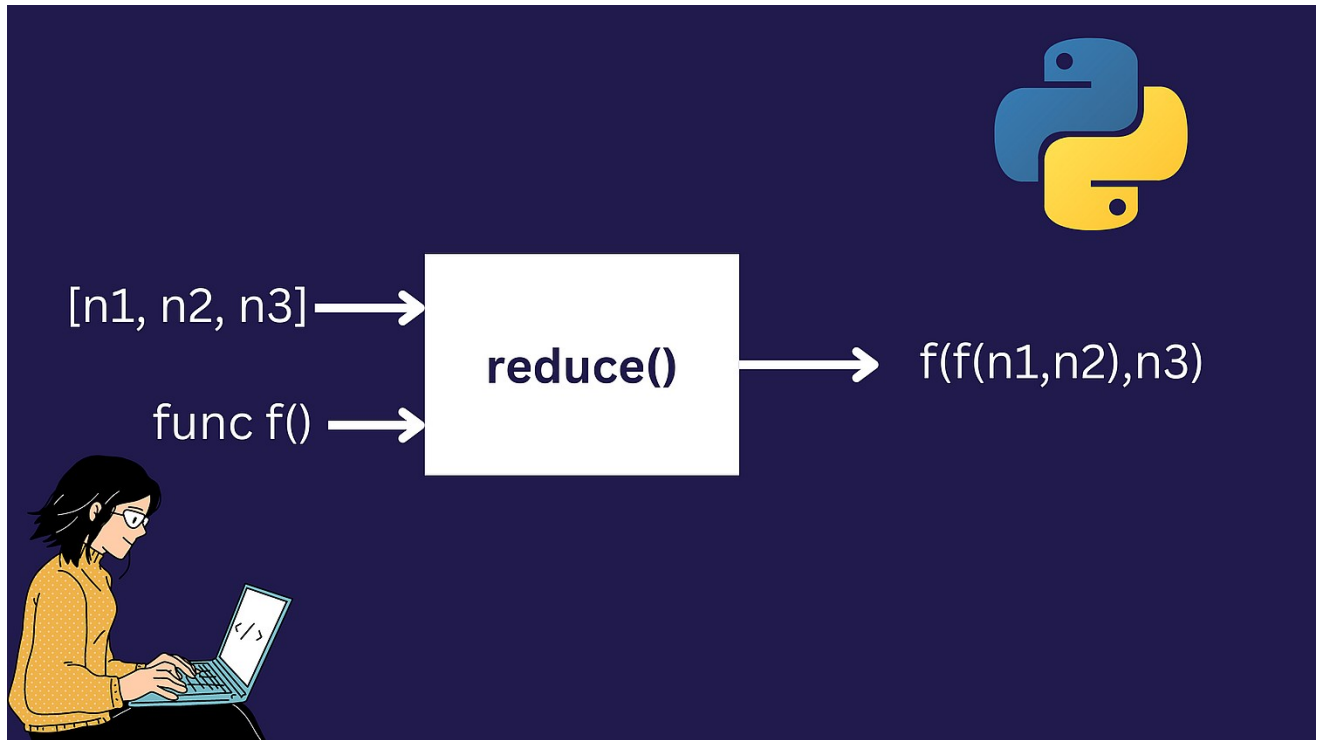 [n1, n2, n3]
func f()
reduce()
f(f(n1,n2),n3)
</>